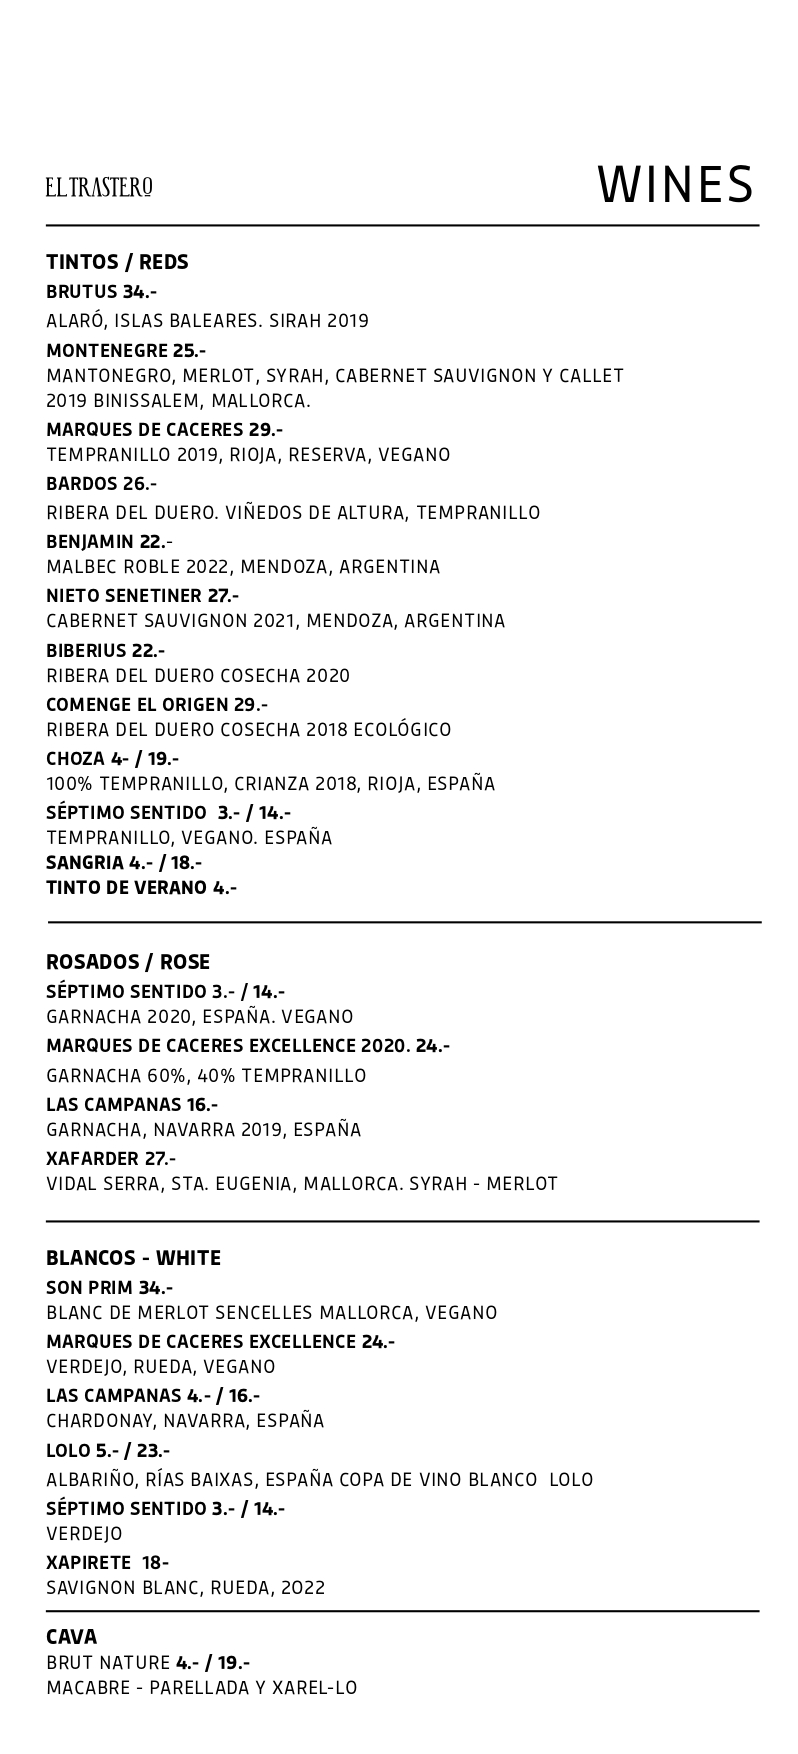 EL TRASTERO
WINES
TINTOS / REDS
BRUTUS 34.-
ALARÓ, ISLAS BALEARES. SIRAH 2019
MONTENEGRE 25.-
MANTONEGRO, MERLOT, SYRAH, CABERNET SAUVIGNON Y CALLET
2019 BINISSALEM, MALLORCA.
MARQUES DE CACERES 29.-
TEMPRANILLO 2019, RIOJA, RESERVA, VEGANO
BARDOS 26.-
RIBERA DEL DUERO. VIÑEDOS DE ALTURA, TEMPRANILLO
BENJAMIN 22.-
MALBEC ROBLE 2022, MENDOZA, ARGENTINA
NIETO SENETINER 27.-
CABERNET SAUVIGNON 2021, MENDOZA, ARGENTINA
BIBERIUS 22.-
RIBERA DEL DUERO COSECHA 2020
COMENGE EL ORIGEN 29.-
RIBERA DEL DUERO COSECHA 2018 ECOLÓGICO
CHOZA 4- / 19.-
100% TEMPRANILLO, CRIANZA 2018, RIOJA, ESPAÑA
SÉPTIMO SENTIDO  3.- / 14.-
TEMPRANILLO, VEGANO. ESPAÑA
SANGRIA 4.- / 18.-
TINTO DE VERANO 4.-
ROSADOS / ROSE
SÉPTIMO SENTIDO 3.- / 14.-
GARNACHA 2020, ESPAÑA. VEGANO
MARQUES DE CACERES EXCELLENCE 2020. 24.-
GARNACHA 60%, 40% TEMPRANILLO
LAS CAMPANAS 16.-
GARNACHA, NAVARRA 2019, ESPAÑA
XAFARDER 27.-
VIDAL SERRA, STA. EUGENIA, MALLORCA. SYRAH - MERLOT
BLANCOS - WHITE
SON PRIM 34.-
BLANC DE MERLOT SENCELLES MALLORCA, VEGANO
MARQUES DE CACERES EXCELLENCE 24.-
VERDEJO, RUEDA, VEGANO
LAS CAMPANAS 4.- / 16.-
CHARDONAY, NAVARRA, ESPAÑA
LOLO 5.- / 23.-
ALBARIÑO, RÍAS BAIXAS, ESPAÑA COPA DE VINO BLANCO  LOLO
SÉPTIMO SENTIDO 3.- / 14.-
VERDEJO
XAPIRETE  18-
SAVIGNON BLANC, RUEDA, 2022
CAVA
BRUT NATURE 4.- / 19.-
MACABRE - PARELLADA Y XAREL-LO